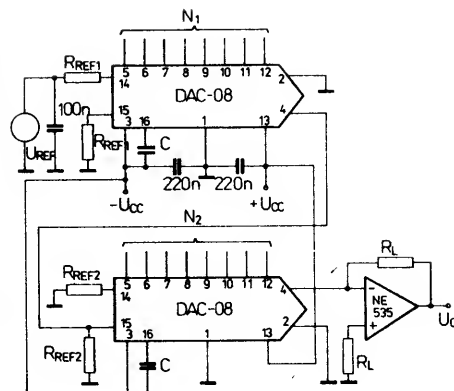 N1
5 6 7 8 9 10 11 12
RREF1
14
2
DAC-08
4
100n
15
3 16 1 13
UREF
RREF1
C
220n 220n
-UCC
+UCC
N2
5 6 7 8 9 10 11 12
RREF2
14
4
RL
DAC-08
15
2
NE
535
-
+
3 16 1 13
RREF2
C
RL